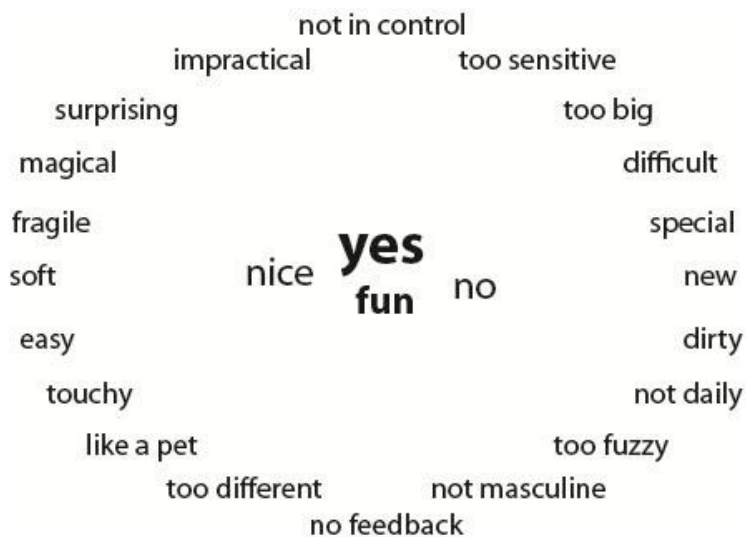 not in control
impractical too sensitive
surprising too big
magical difficult
fragile special
yes
soft nice no new
fun
easy dirty
touchy not daily
like a pet too fuzzy
too different not masculine
no feedback